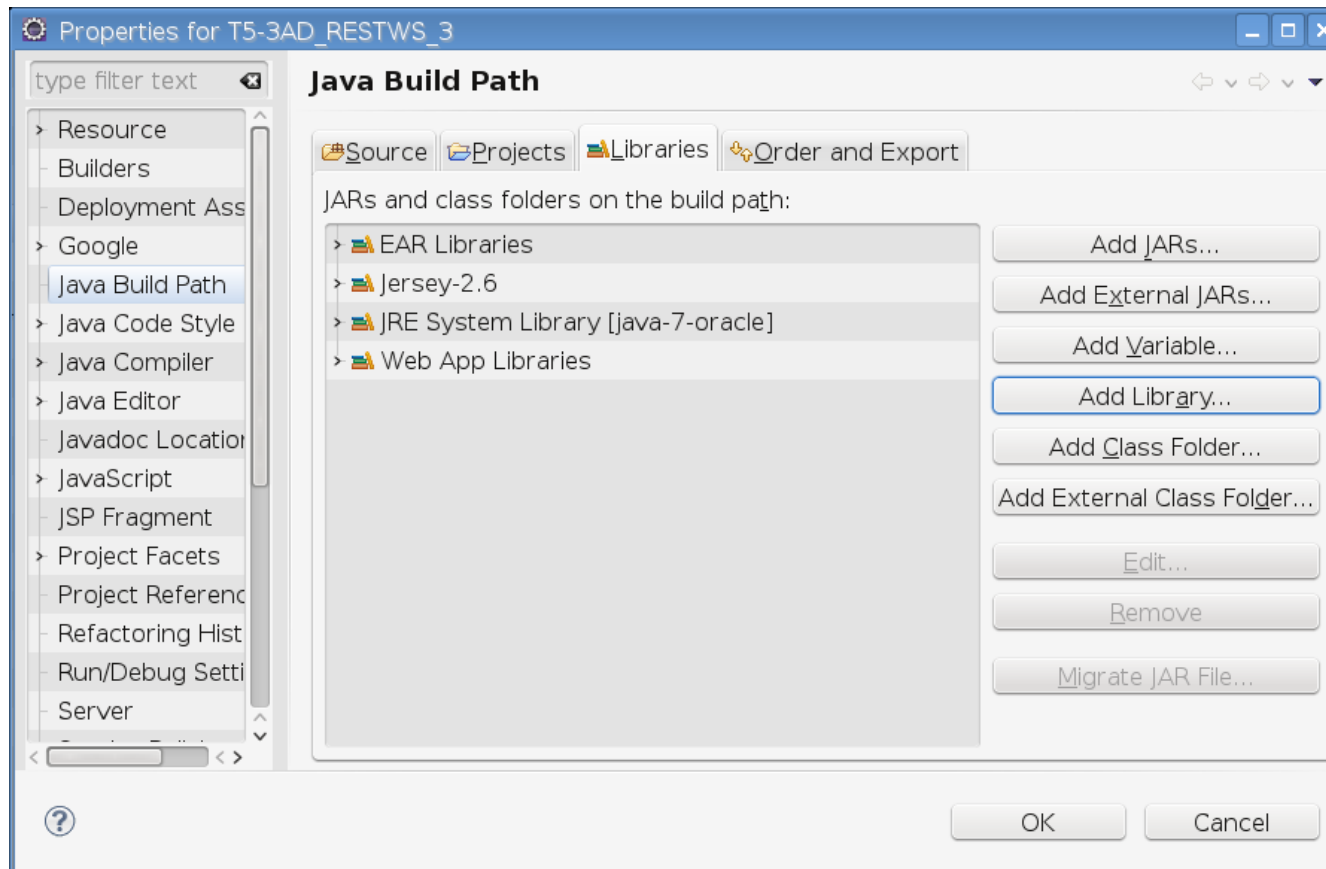 Properties for T5-3AD_RESTWS_3
type filter text
Resource
Builders
Deployment Ass
Google
Java Build Path
Java Code Style
Java Compiler
Java Editor
Javadoc Location
JavaScript
JSP Fragment
Project Facets
Project Referenc
Refactoring Hist
Run/Debug Setti
Server
Java Build Path
Source
Projects
Libraries
Order and Export
JARs and class folders on the build path:
EAR Libraries
Jersey-2.6
JRE System Library [java-7-oracle]
Web App Libraries
Add JARs...
Add External JARs...
Add Variable...
Add Library...
Add Class Folder...
Add External Class Folder...
Edit...
Remove
Migrate JAR File...
OK
Cancel